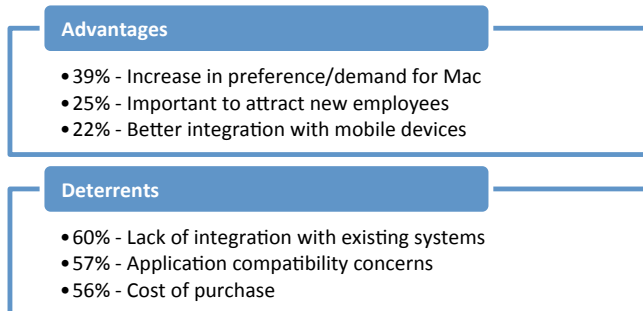 Advantages
•39% - Increase in preference/demand for Mac
•25% - Important to attract new employees
•22% - Better integration with mobile devices
Deterrents
•60% - Lack of integration with existing systems
•57% - Application compatibility concerns
•56% - Cost of purchase